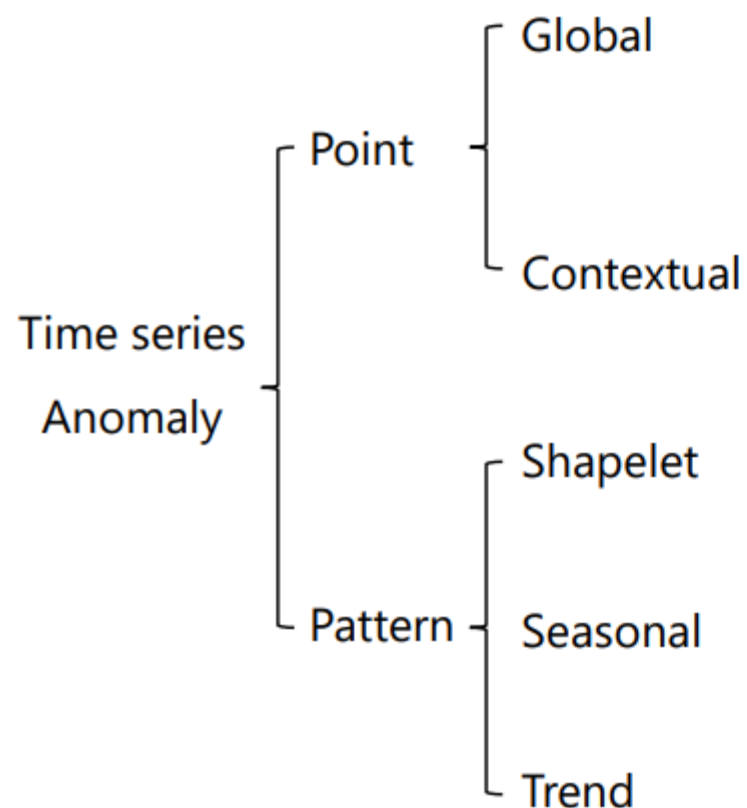 Time series
Anomaly
Point
Global
Contextual
Pattern
Shapelet
Seasonal
Trend